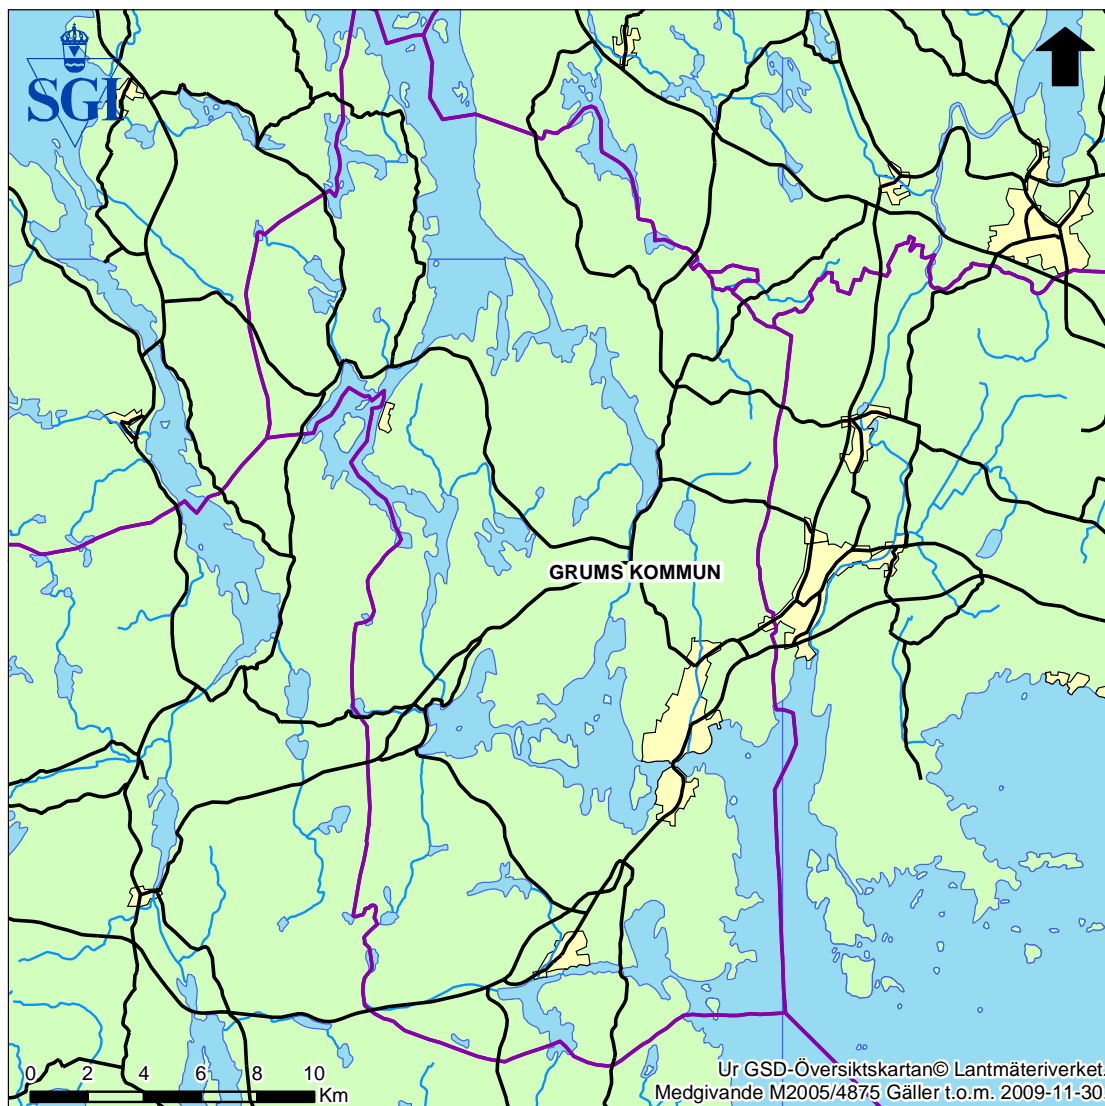 SGI
GRUMS KOMMUN
0 2 4 6 8 10
Km
Ur GSD-Översiktskartan© Lantmäteriverket.
Medgivande M2005/4875 Gäller t.o.m. 2009-11-30